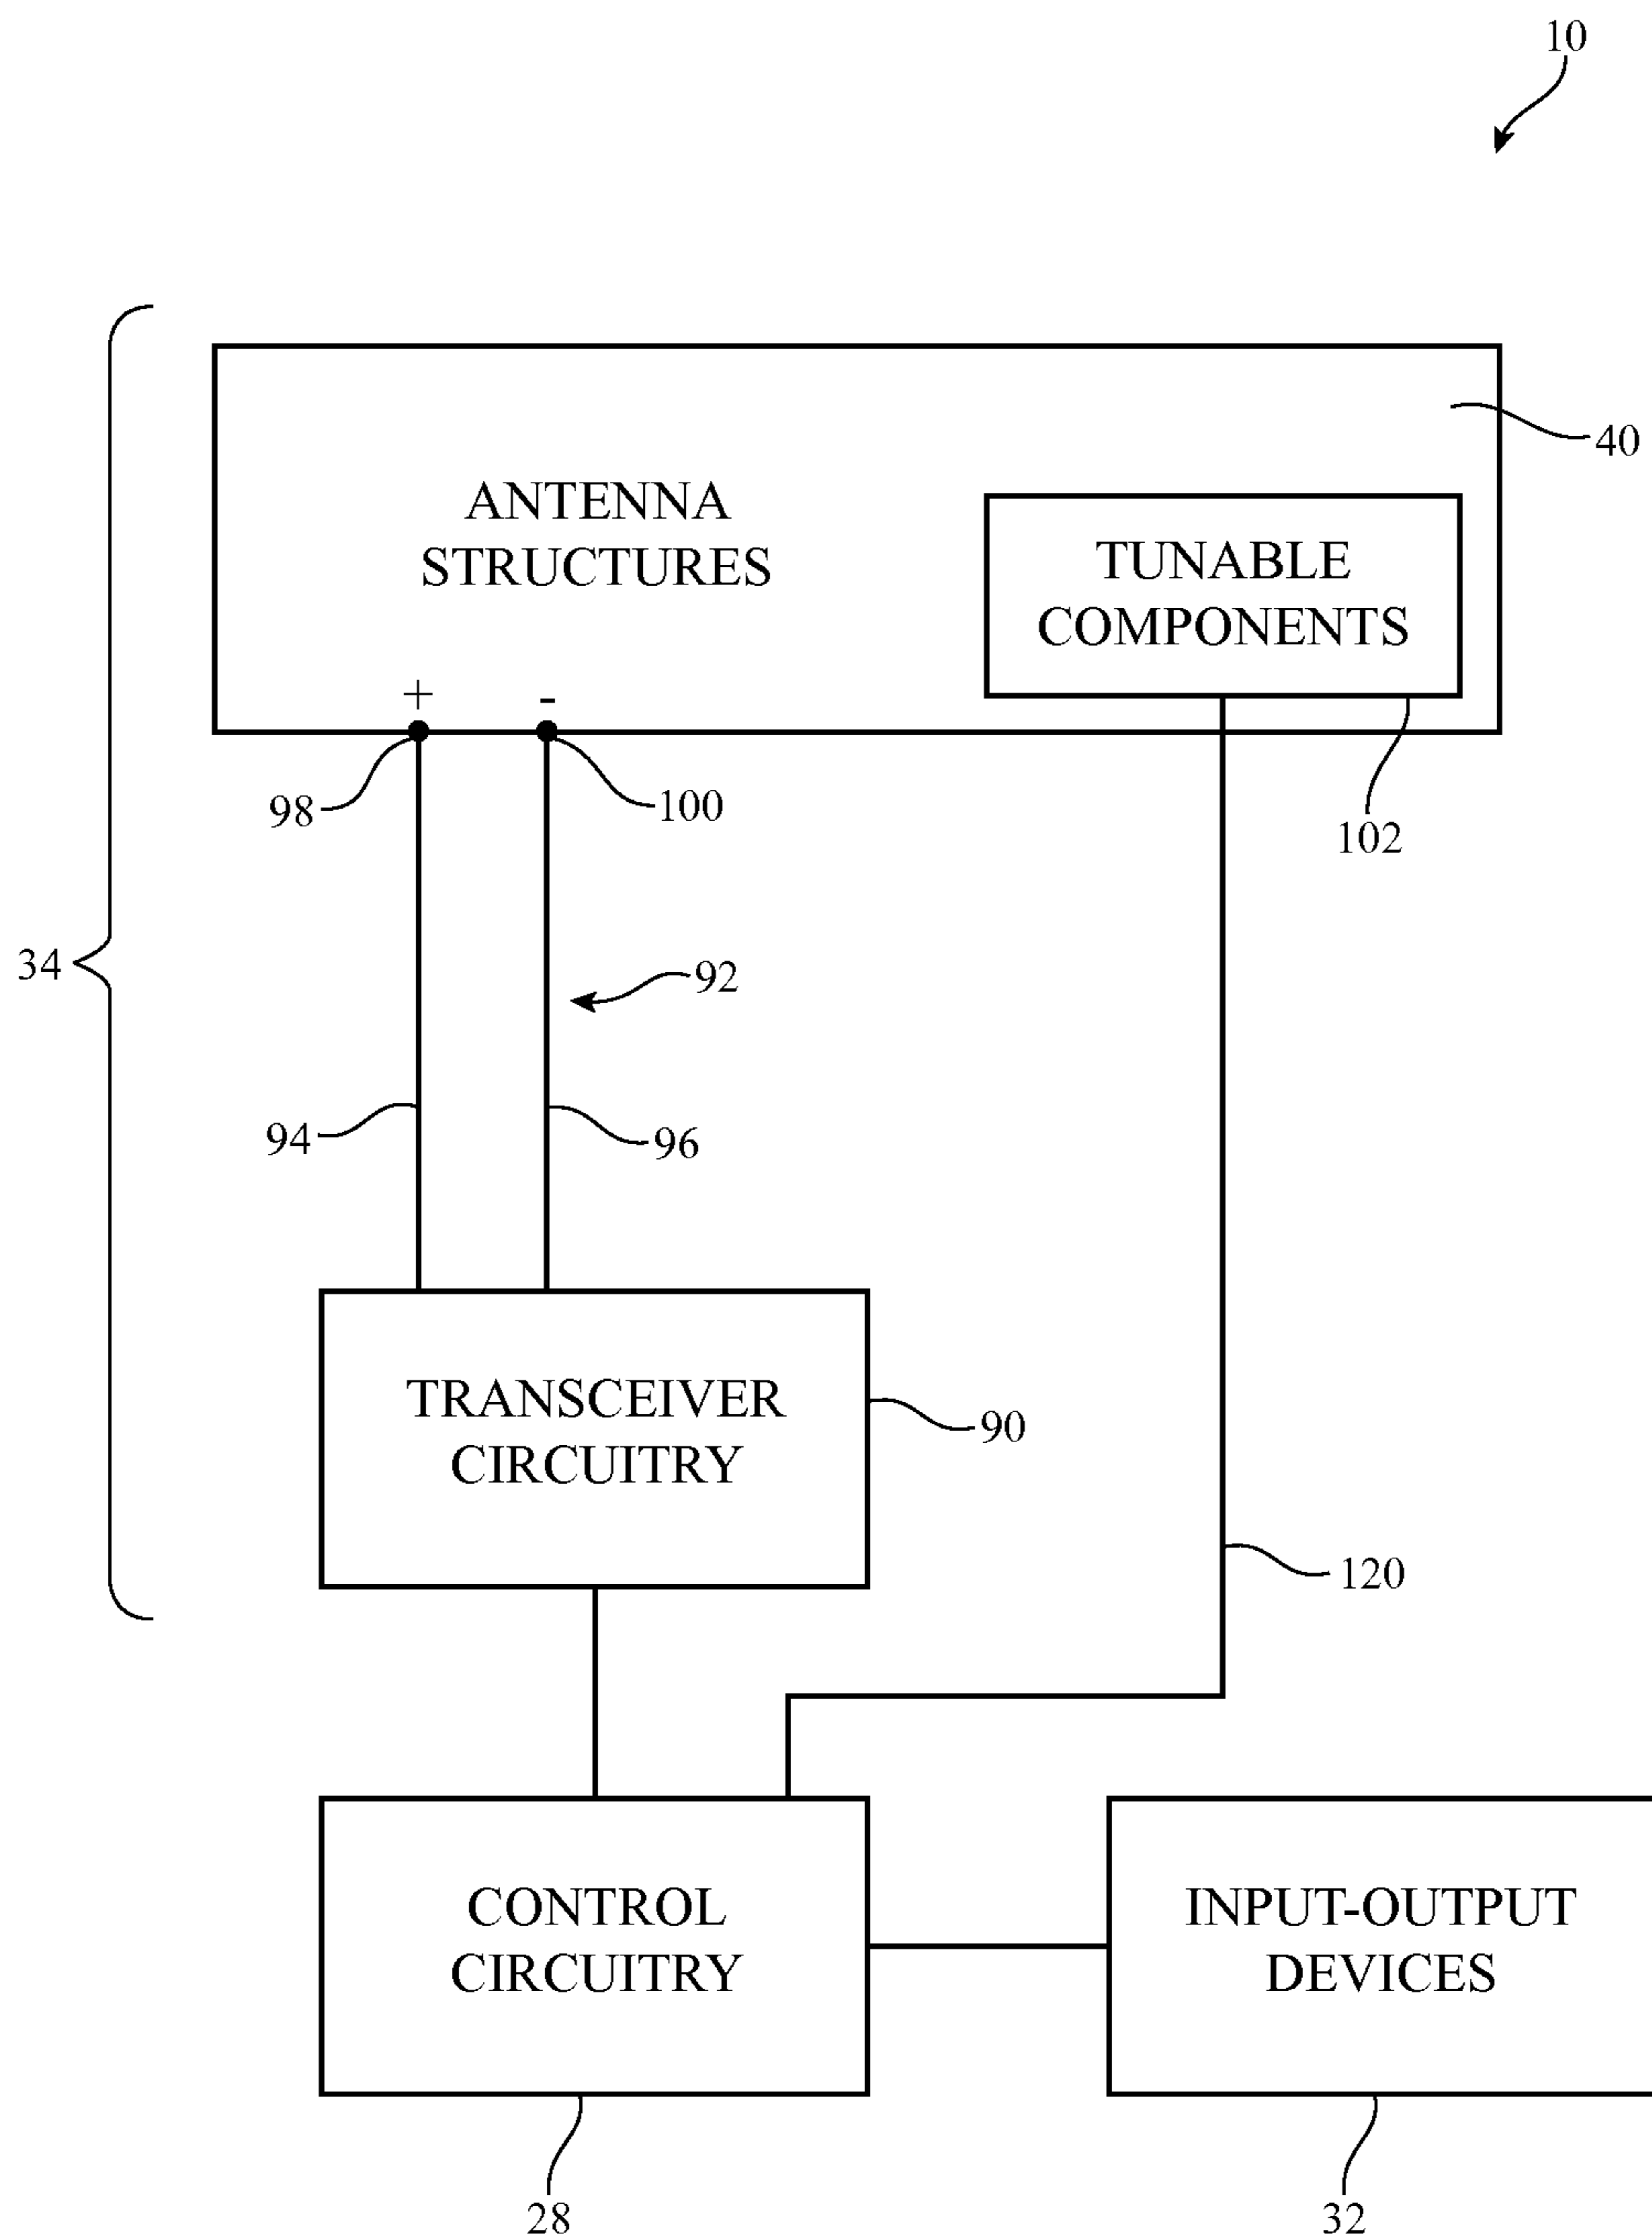 10
40
ANTENNA
STRUCTURES
TUNABLE
COMPONENTS
+
-
98
100
102
34
92
94
96
TRANSCEIVER
CIRCUITRY
90
120
CONTROL
CIRCUITRY
INPUT-OUTPUT
DEVICES
28
32